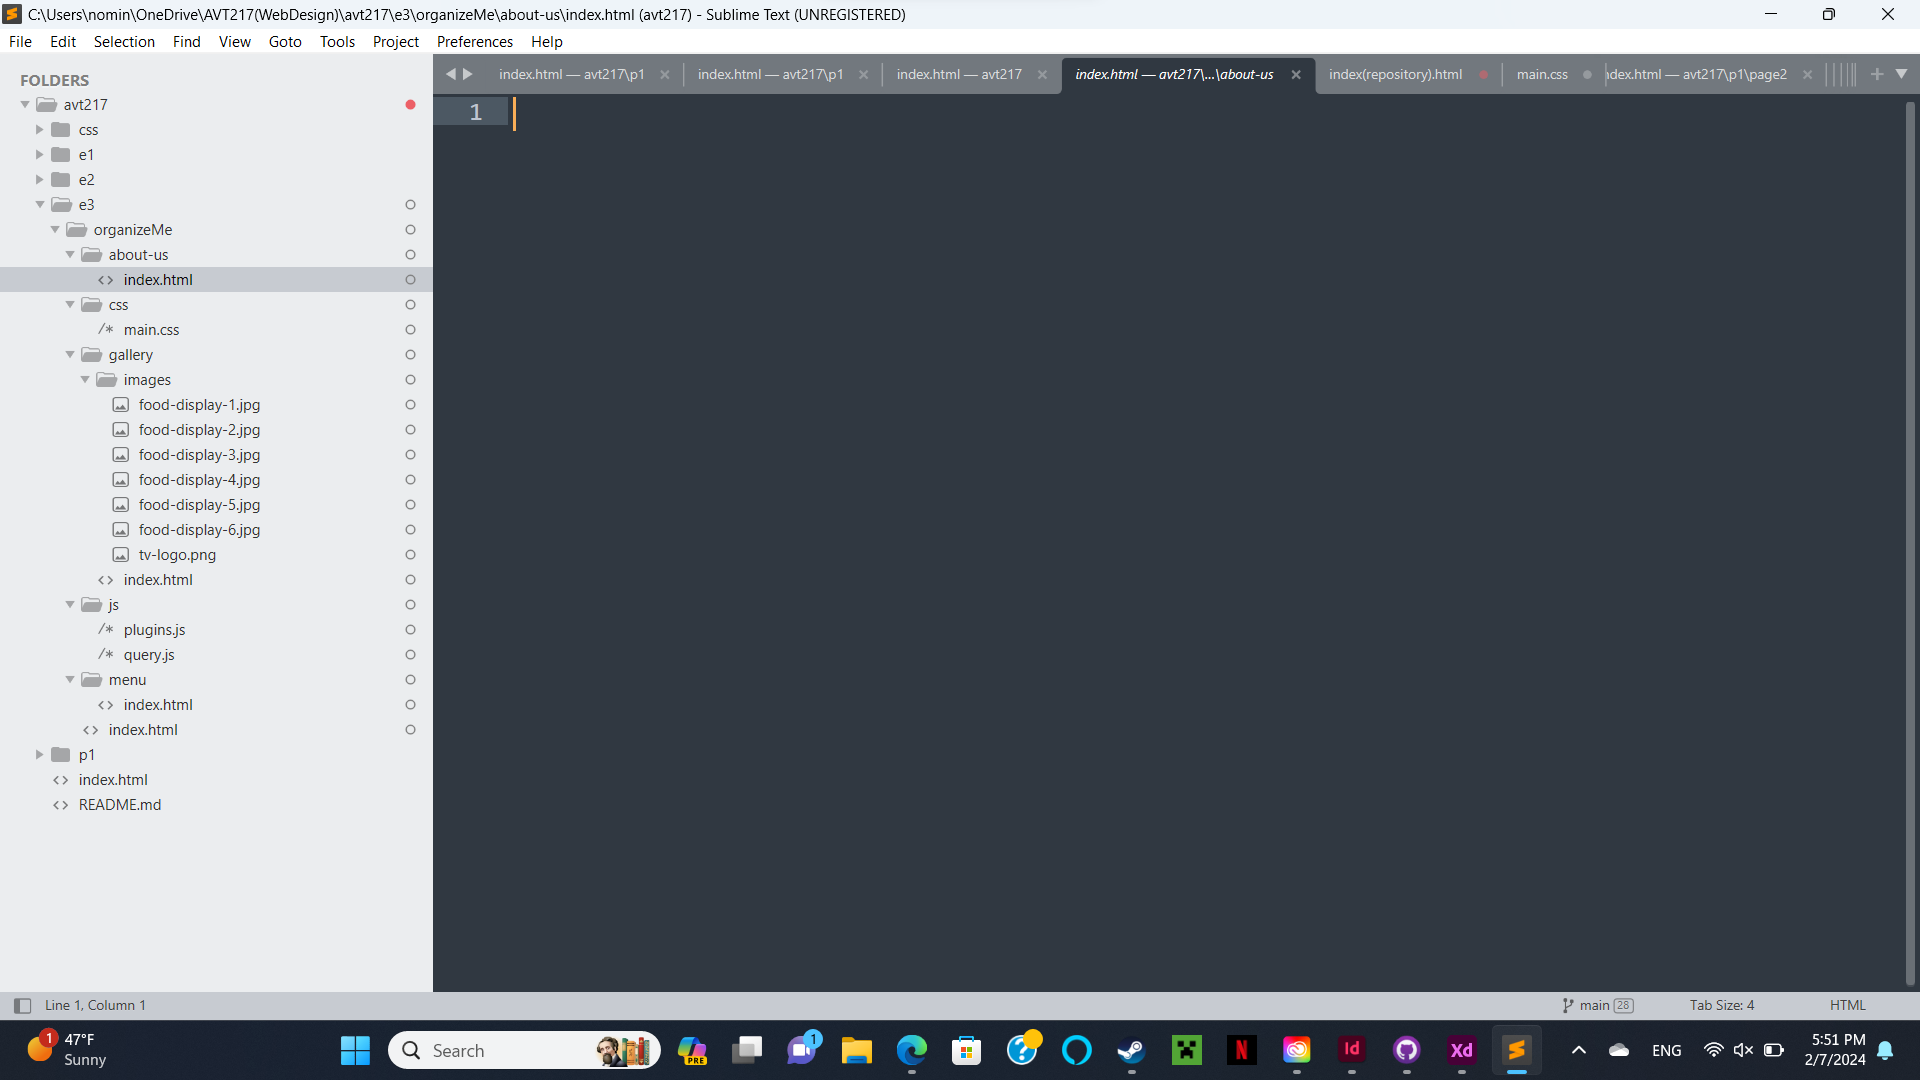 C:\Users\nomin\OneDrive\AVT217(WebDesign)\avt217\e3\organizeMe\about-us\index.html (avt217) - Sublime Text (UNREGISTERED)
File Edit Selection Find View Goto Tools Project Preferences Help
index.html — avt217\p1 index.html — avt217\p1 index.html — avt217 index.html — avt217\...\about-us index(repository).html main.css dex.html — avt217\p1\page2
FOLDERS
avt217
css
e1
e2
e3
organizeMe
about-us
<> index.html
css
/* main.css
gallery
images
food-display-1.jpg
food-display-2.jpg
food-display-3.jpg
food-display-4.jpg
food-display-5.jpg
food-display-6.jpg
tv-logo.png
<> index.html
js
/* plugins.js
/* query.js
menu
<> index.html
<> index.html
p1
<> index.html
<> README.md
1
Line 1, Column 1 main 28 Tab Size: 4 HTML
1 47°F
Sunny
Search
PRE
1
N
Id
Xd
ENG
5:51 PM
2/7/2024